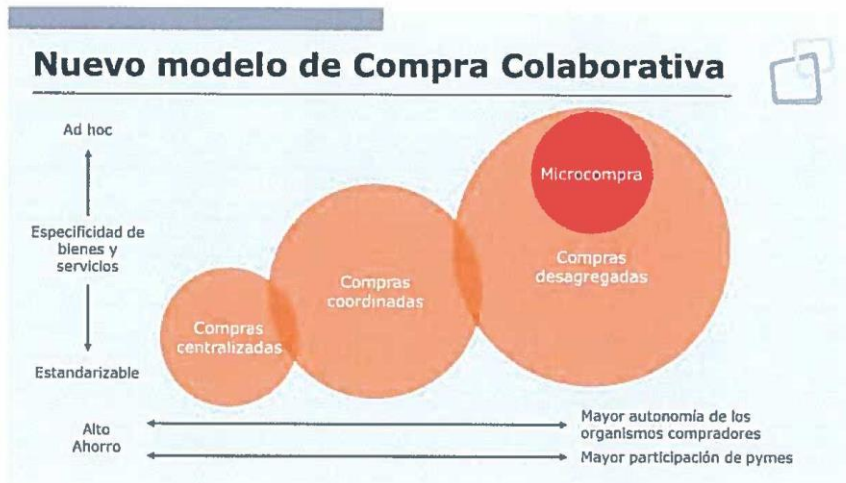 Nuevo modelo de Compra Colaborativa
Ad hoc
Especificidad de
bienes y
servicios
Estandarizable
Compras
centralizadas
Compras
coordinadas
Microcompra
Compras
desagregadas
Alto
Ahorro
Mayor autonomía de los
organismos compradores
Mayor participación de pymes